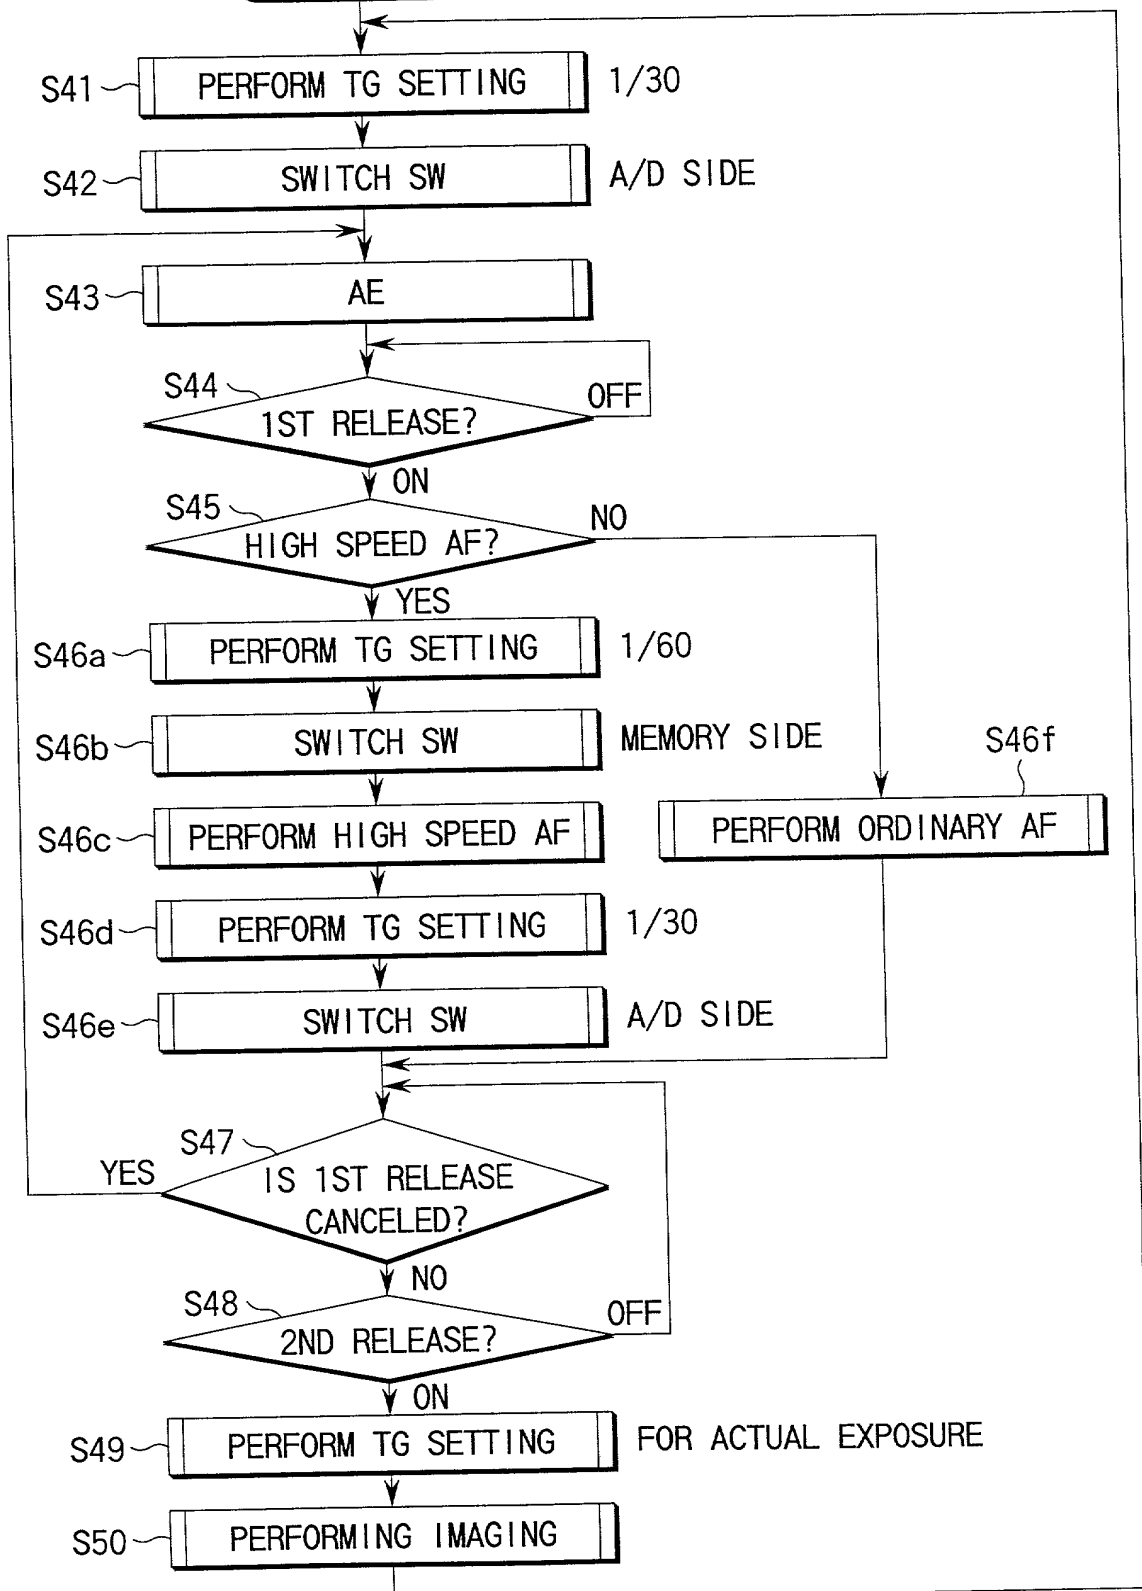 S41
PERFORM TG SETTING
1/30
S42
SWITCH SW
A/D SIDE
S43
AE
S44
1ST RELEASE?
OFF
ON
S45
HIGH SPEED AF?
NO
YES
S46a
PERFORM TG SETTING
1/60
S46b
SWITCH SW
MEMORY SIDE
S46f
S46c
PERFORM HIGH SPEED AF
PERFORM ORDINARY AF
S46d
PERFORM TG SETTING
1/30
S46e
SWITCH SW
A/D SIDE
S47
YES
IS 1ST RELEASE
CANCELED?
NO
S48
2ND RELEASE?
OFF
ON
S49
PERFORM TG SETTING
FOR ACTUAL EXPOSURE
S50
PERFORMING IMAGING